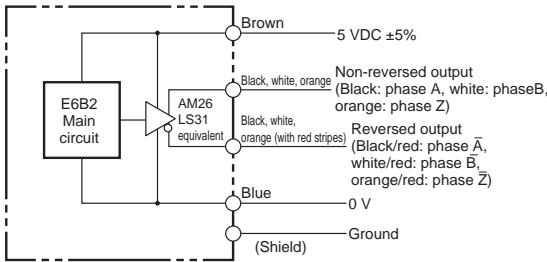 Brown
5 VDC ±5%
E6B2
Main
circuit
AM26
LS31
equivalent
Black, white, orange
Non-reversed output
(Black: phase A, white: phaseB,
orange: phase Z)
Black, white,
orange (with red stripes)
Reversed output
(Black/red: phase A̅,
white/red: phase B̅,
orange/red: phase Z̅)
Blue
0 V
Ground
(Shield)